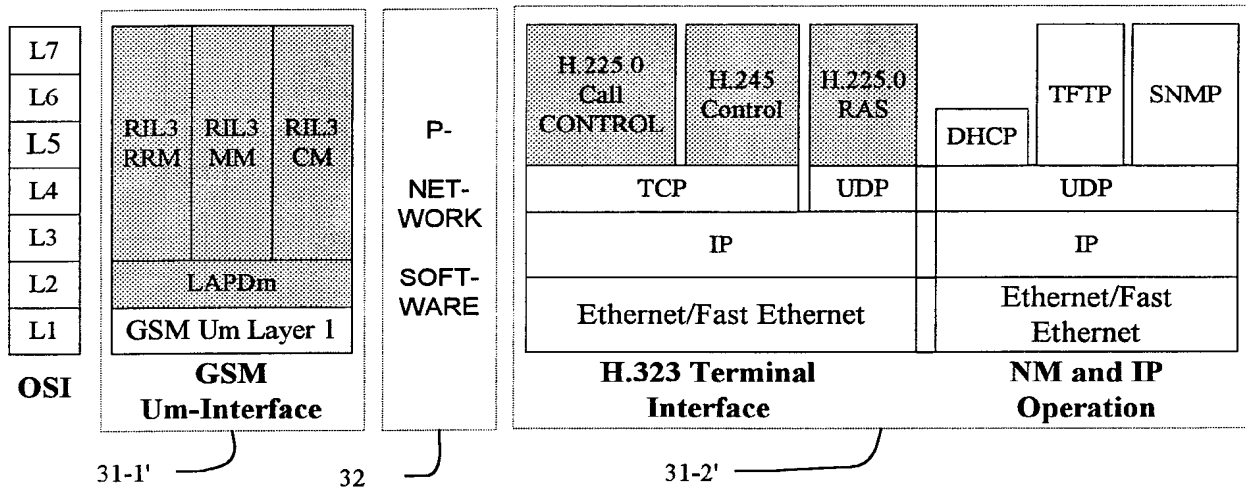 L7
L6
L5
L4
L3
L2
L1
OSI
RIL3
RRM
RIL3
MM
RIL3
CM
LAPDm
GSM Um Layer 1
GSM
Um-Interface
31-1'
P-
NET-
WORK
SOFT-
WARE
32
H.225.0
Call
CONTROL
H.245
Control
H.225.0
RAS
TCP
UDP
IP
Ethernet/Fast Ethernet
H.323 Terminal
Interface
DHCP
TFTP
SNMP
UDP
IP
Ethernet/Fast
Ethernet
NM and IP
Operation
31-2'